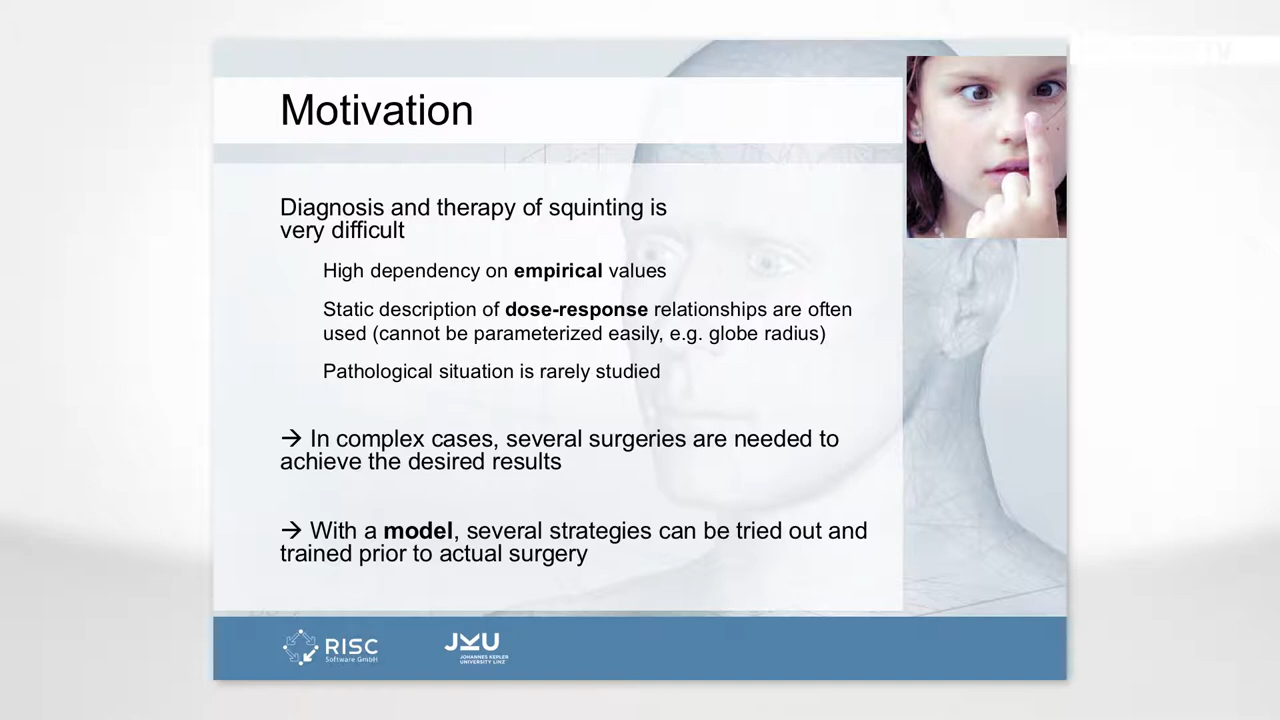 Motivation
Diagnosis and therapy of squinting is
very difficult
High dependency on empirical values
Static description of dose-response relationships are often
used (cannot be parameterized easily, e.g. globe radius)
Pathological situation is rarely studied
→ In complex cases, several surgeries are needed to
achieve the desired results
→ With a model, several strategies can be tried out and
trained prior to actual surgery
RISC
Software GmbH
JKU
JOHANNES KEPLER
UNIVERSITY LINZ
TV